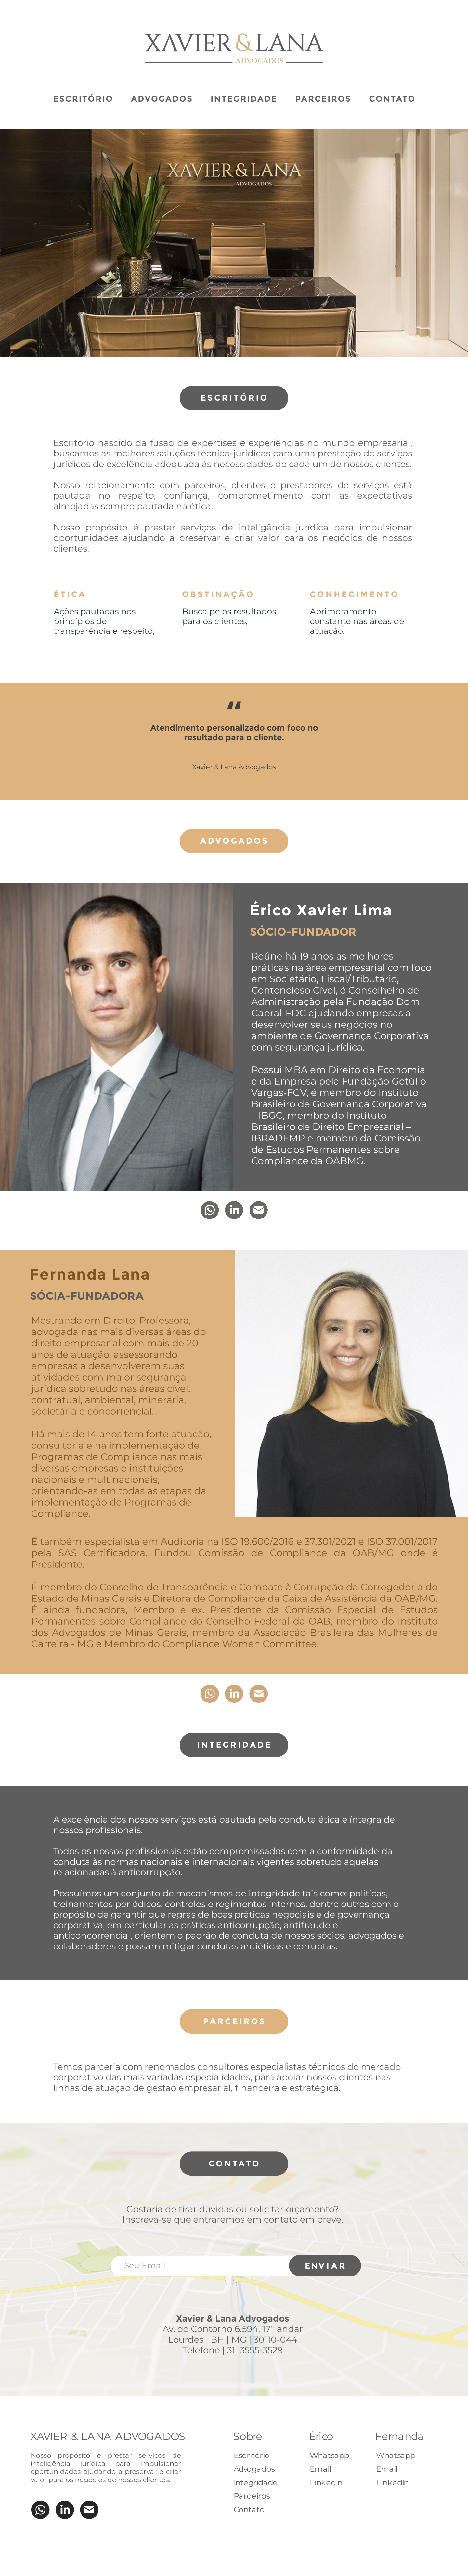 XAVIER & LANA
ADVOGADOS
ESCRITÓRIO ADVOGADOS INTEGRIDADE PARCEIROS CONTATO
XAVIER & LANA
ADVOGADOS
ESCRITÓRIO
Escritório nascido da fusão de expertises e experiências no mundo empresarial,
buscamos as melhores soluções técnico-jurídicas para uma prestação de serviços
jurídicos de excelência adequada às necessidades de cada um de nossos clientes.
Nosso relacionamento com parceiros, clientes e prestadores de serviços está
pautada no respeito, confiança, comprometimento com as expectativas
almejadas sempre pautada na ética.
Nosso propósito é prestar serviços de inteligência jurídica para impulsionar
oportunidades ajudando a preservar e criar valor para os negócios de nossos
clientes.
ÉTICA
Ações pautadas nos
princípios de
transparência e respeito;
OBSTINAÇÃO
Busca pelos resultados
para os clientes;
CONHECIMENTO
Aprimoramento
constante nas áreas de
atuação.
“
Atendimento personalizado com foco no
resultado para o cliente.
Xavier & Lana Advogados
ADVOGADOS
Érico Xavier Lima
SÓCIO-FUNDADOR
Reúne há 19 anos as melhores
práticas na área empresarial com foco
em Societário, Fiscal/Tributário,
Contencioso Cível, é Conselheiro de
Administração pela Fundação Dom
Cabral-FDC ajudando empresas a
desenvolver seus negócios no
ambiente de Governança Corporativa
com segurança jurídica.
Possui MBA em Direito da Economia
e da Empresa pela Fundação Getúlio
Vargas-FGV, é membro do Instituto
Brasileiro de Governança Corporativa
– IBGC, membro do Instituto
Brasileiro de Direito Empresarial –
IBRADEMP e membro da Comissão
de Estudos Permanentes sobre
Compliance da OABMG.
in
Fernanda Lana
SÓCIA-FUNDADORA
Mestranda em Direito, Professora,
advogada nas mais diversas áreas do
direito empresarial com mais de 20
anos de atuação, assessorando
empresas a desenvolverem suas
atividades com maior segurança
jurídica sobretudo nas áreas cível,
contratual, ambiental, minerária,
societária e concorrencial.
Há mais de 14 anos tem forte atuação,
consultoria e na implementação de
Programas de Compliance nas mais
diversas empresas e instituições
nacionais e multinacionais,
orientando-as em todas as etapas da
implementação de Programas de
Compliance.
É também especialista em Auditoria na ISO 19.600/2016 e 37.301/2021 e ISO 37.001/2017
pela SAS Certificadora. Fundou Comissão de Compliance da OAB/MG onde é
Presidente.
É membro do Conselho de Transparência e Combate à Corrupção da Corregedoria do
Estado de Minas Gerais e Diretora de Compliance da Caixa de Assistência da OAB/MG.
É ainda fundadora, Membro e ex. Presidente da Comissão Especial de Estudos
Permanentes sobre Compliance do Conselho Federal da OAB, membro do Instituto
dos Advogados de Minas Gerais, membro da Associação Brasileira das Mulheres de
Carreira - MG e Membro do Compliance Women Committee.
in
INTEGRIDADE
A excelência dos nossos serviços está pautada pela conduta ética e íntegra de
nossos profissionais.
Todos os nossos profissionais estão compromissados com a conformidade da
conduta às normas nacionais e internacionais vigentes sobretudo aquelas
relacionadas à anticorrupção.
Possuímos um conjunto de mecanismos de integridade tais como: políticas,
treinamentos periódicos, controles e regimentos internos, dentre outros com o
propósito de garantir que regras de boas práticas negociais e de governança
corporativa, em particular as práticas anticorrupção, antifraude e
anticoncorrencial, orientem o padrão de conduta de nossos sócios, advogados e
colaboradores e possam mitigar condutas antiéticas e corruptas.
PARCEIROS
Temos parceria com renomados consultores especialistas técnicos do mercado
corporativo das mais variadas especialidades, para apoiar nossos clientes nas
linhas de atuação de gestão empresarial, financeira e estratégica.
CONTATO
Gostaria de tirar dúvidas ou solicitar orçamento?
Inscreva-se que entraremos em contato em breve.
Seu Email
ENVIAR
Xavier & Lana Advogados
Av. do Contorno 6.594, 17º andar
Lourdes | BH | MG | 30110-044
Telefone | 31 3555-3529
XAVIER & LANA ADVOGADOS
Nosso propósito é prestar serviços de
inteligência jurídica para impulsionar
oportunidades ajudando a preservar e criar
valor para os negócios de nossos clientes.
in
Sobre
Escritório
Advogados
Integridade
Parceiros
Contato
Érico
Whatsapp
Email
LinkedIn
Fernanda
Whatsapp
Email
LinkedIn